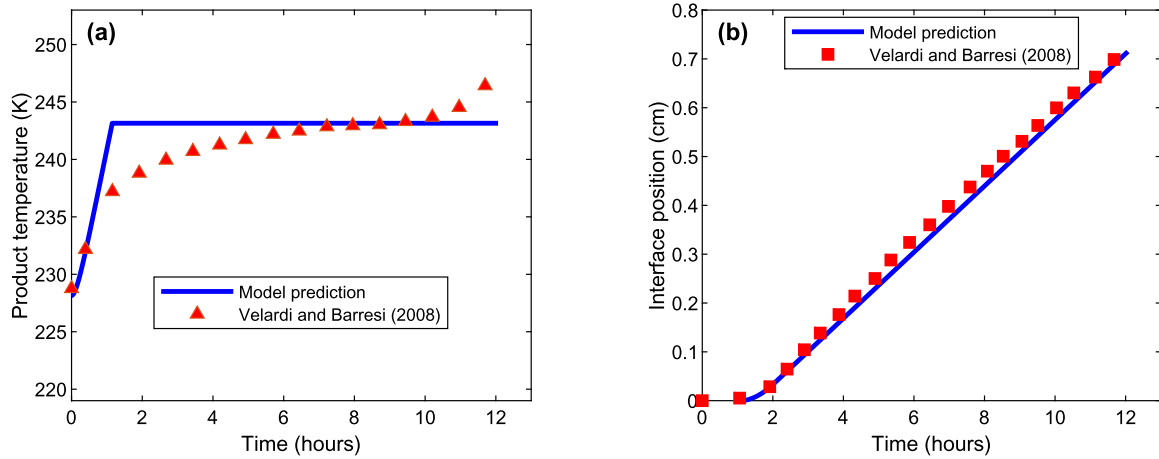 (a)
Product temperature (K)
250
245
240
235
230
225
220
Model prediction
Velardi and Barresi (2008)
0 2 4 6 8 10 12
Time (hours)
(b)
Interface position (cm)
0.8
0.7
0.6
0.5
0.4
0.3
0.2
0.1
0
Model prediction
Velardi and Barresi (2008)
0 2 4 6 8 10 12
Time (hours)